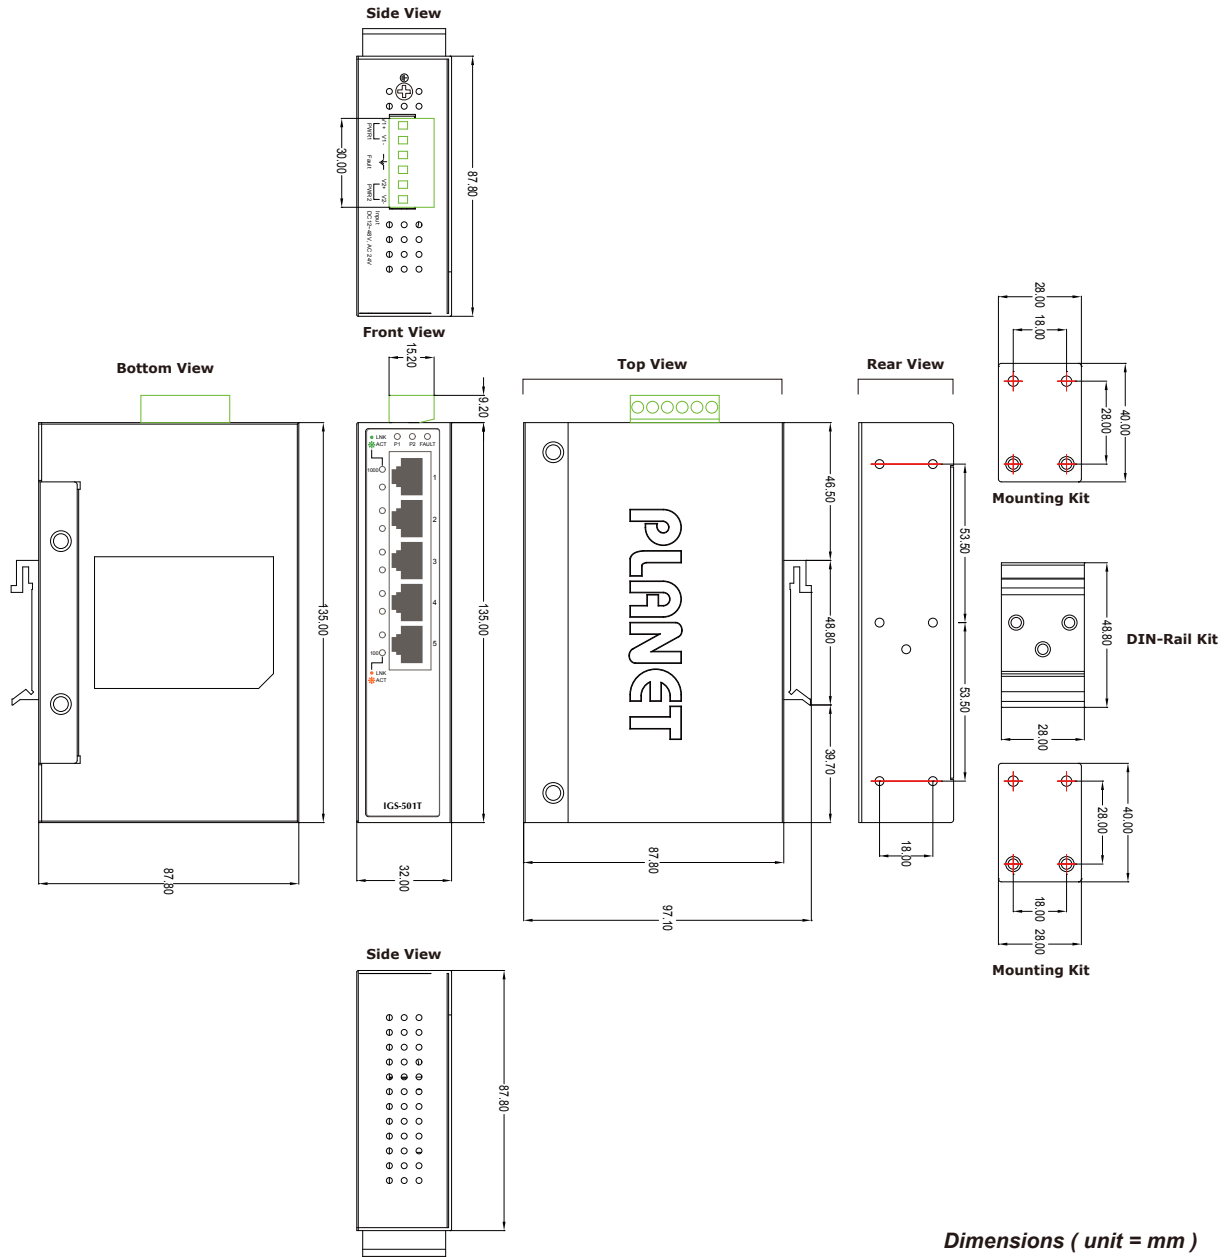 Side View
V1+
V1-
PWR1
Fault
V2+
V2-
PWR2
Input
DC12~48V, AC 24V
30.00
87.80
Front View
15.20
9.20
LNK
ACT
P1 P2 FAULT
1000
1
2
3
4
5
100
LNK
ACT
IGS-501T
135.00
32.00
Bottom View
135.00
87.80
Top View
PLANET
46.50
48.80
39.70
87.80
97.10
Rear View
53.50
53.50
18.00
28.00
18.00
28.00
40.00
Mounting Kit
48.80
DIN-Rail Kit
28.00
28.00
40.00
18.00
28.00
Mounting Kit
Side View
87.80
Dimensions ( unit = mm )